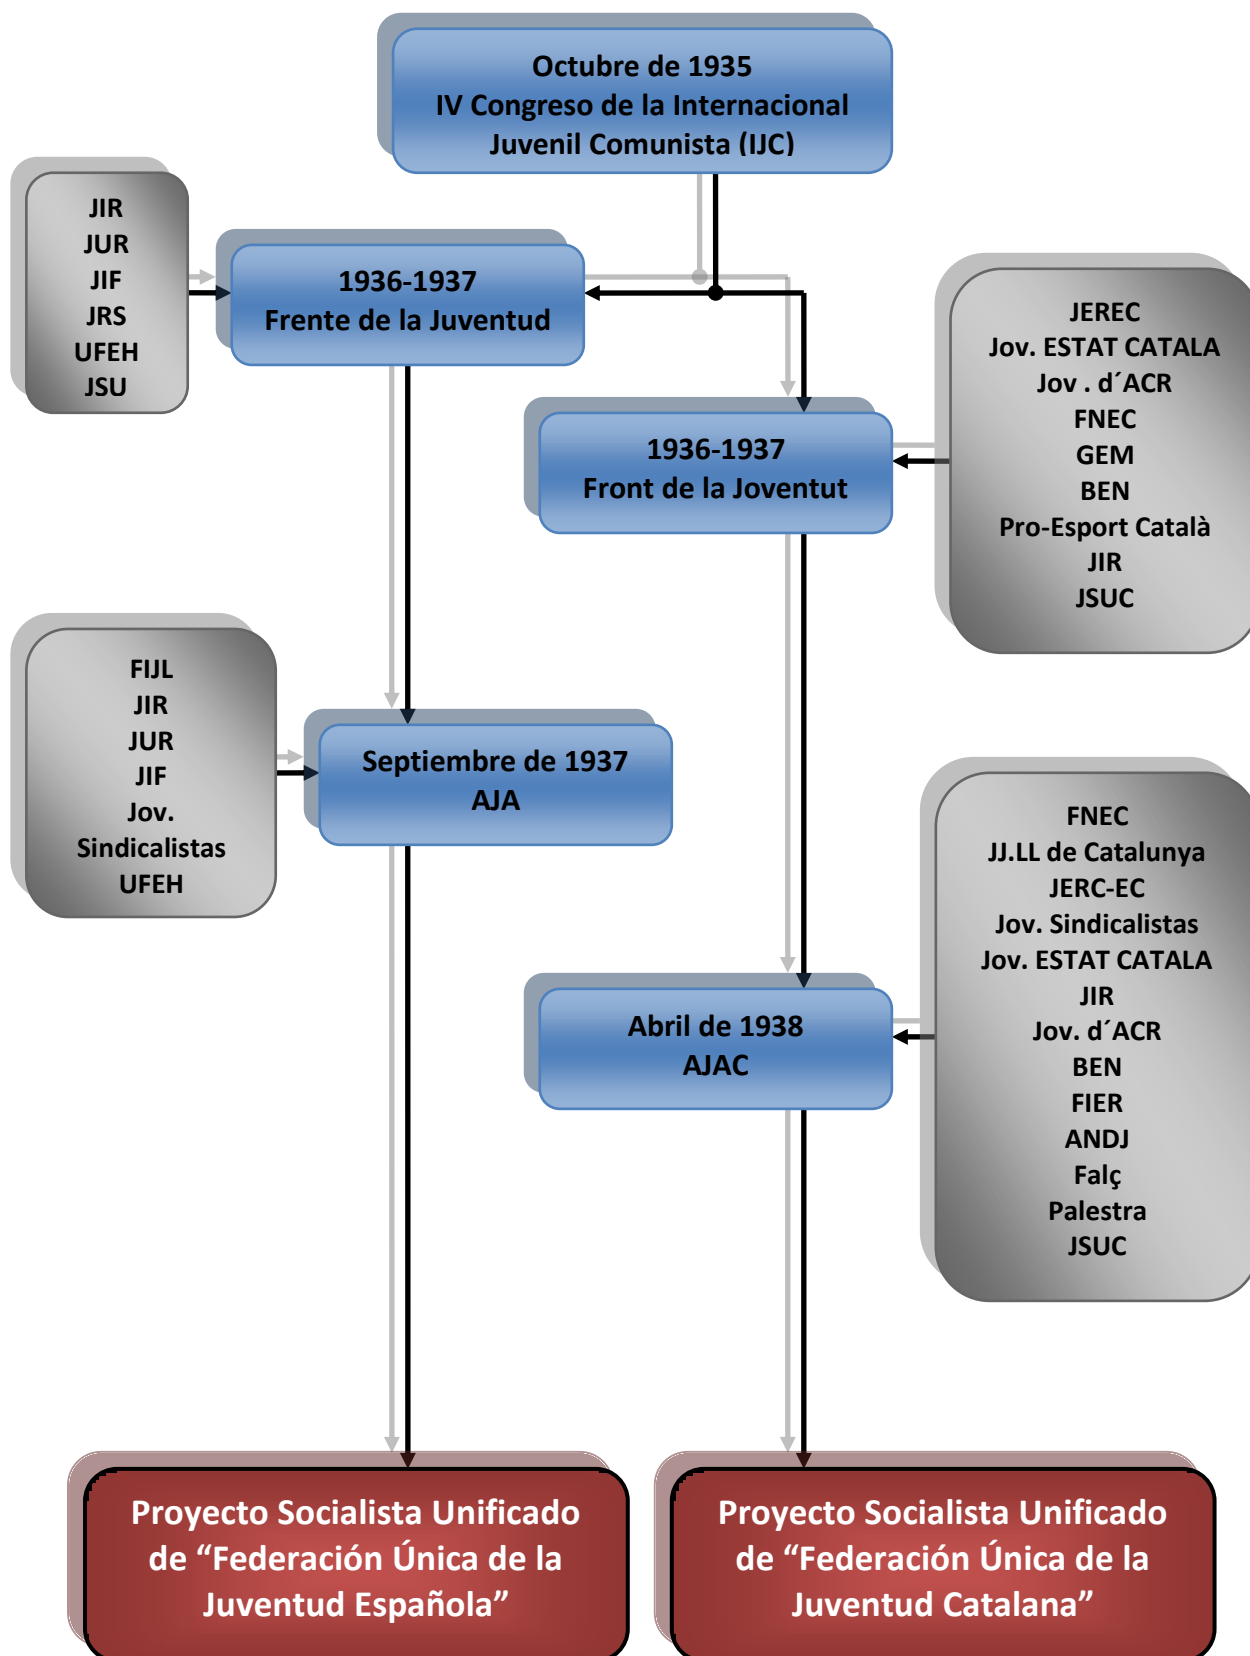 Octubre de 1935
IV Congreso de la Internacional
Juvenil Comunista (IJC)
JIR
JUR
JIF
JRS
UFEH
JSU
1936-1937
Frente de la Juventud
JEREC
Jov. ESTAT CATALA
Jov . d´ACR
FNEC
GEM
BEN
Pro-Esport Català
JIR
JSUC
1936-1937
Front de la Joventut
FIJL
JIR
JUR
JIF
Jov.
Sindicalistas
UFEH
Septiembre de 1937
AJA
FNEC
JJ.LL de Catalunya
JERC-EC
Jov. Sindicalistas
Jov. ESTAT CATALA
JIR
Jov. d´ACR
BEN
FIER
ANDJ
Falç
Palestra
JSUC
Abril de 1938
AJAC
Proyecto Socialista Unificado
de “Federación Única de la
Juventud Española”
Proyecto Socialista Unificado
de “Federación Única de la
Juventud Catalana”